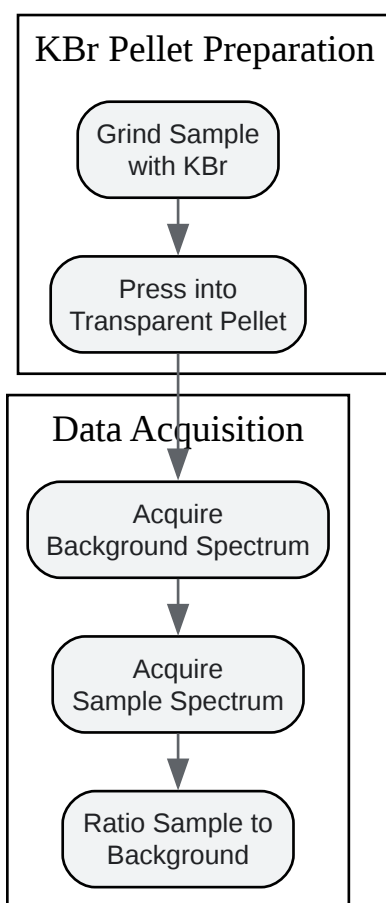 KBr Pellet Preparation
Grind Sample
with KBr
Press into
Transparent Pellet
Data Acquisition
Acquire
Background Spectrum
Acquire
Sample Spectrum
Ratio Sample to
Background